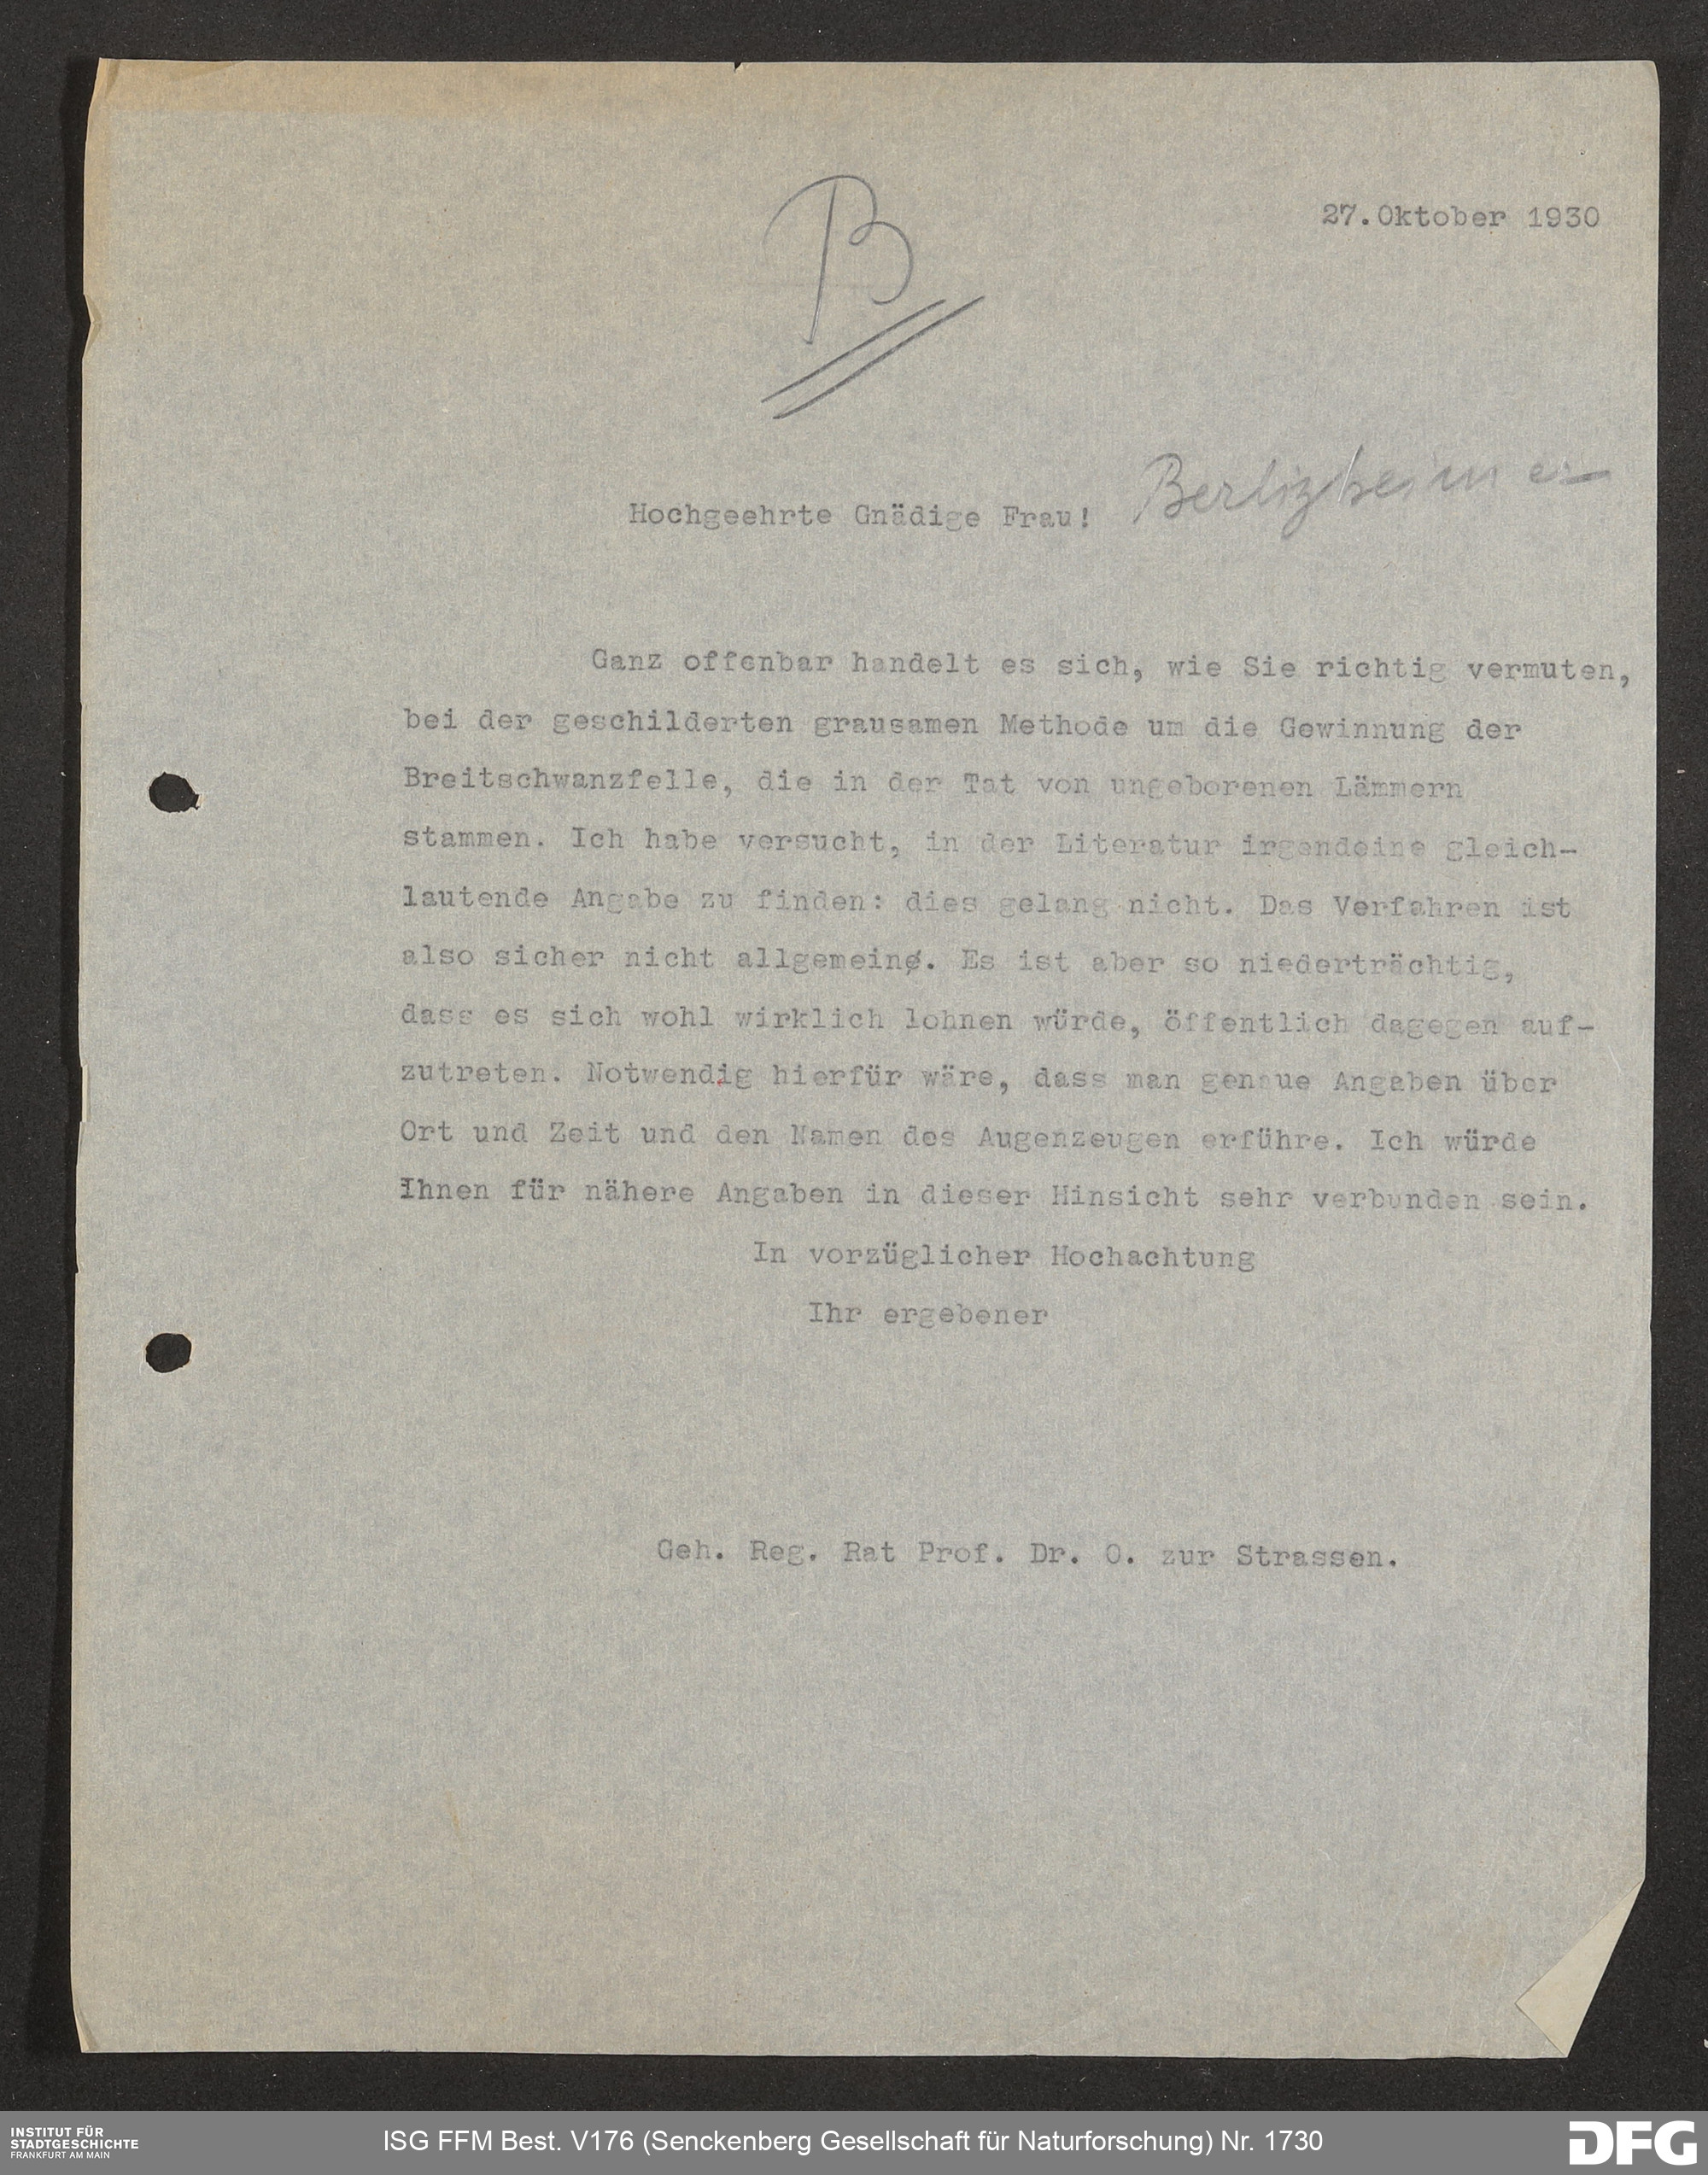 B
27.Oktober 1930
Berlizheimer
Hochgeehrte Gnädige Frau!
Ganz offenbar handelt es sich, wie Sie richtig vermuten,
bei der geschilderten grausamen Methode um die Gewinnung der
Breitschwanzfelle, die in der Tat von ungeborenen Lämmern
stammen. Ich habe versucht, in der Literatur irgendeine gleich-
lautende Angabe zu finden: dies gelang nicht. Das Verfahren ist
also sicher nicht allgemein. Es ist aber so niederträchtig,
dass es sich wohl wirklich lohnen würde, öffentlich dagegen auf-
zutreten. Notwendig hierfür wäre, dass man genaue Angaben über
Ort und Zeit und den Namen des Augenzeugen erführe. Ich würde
Ihnen für nähere Angaben in dieser Hinsicht sehr verbunden sein.
In vorzüglicher Hochachtung
Ihr ergebener
Geh. Reg. Rat Prof. Dr. O. zur Strassen.
INSTITUT FÜR
STADTGESCHICHTE
FRANKFURT AM MAIN
ISG FFM Best. V176 (Senckenberg Gesellschaft für Naturforschung) Nr. 1730
DFG